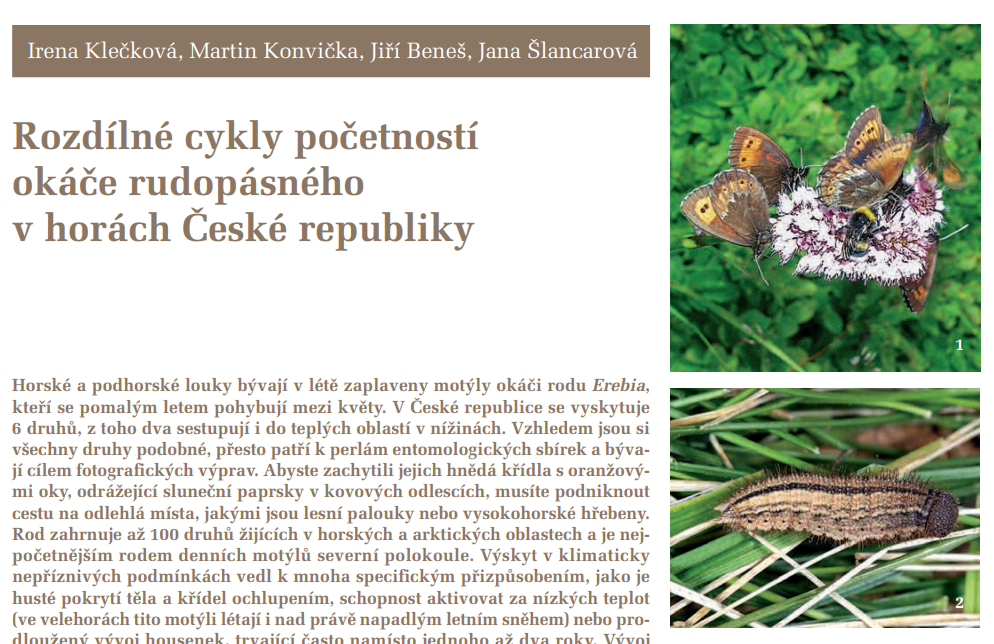 Irena Klečková, Martin Konvička, Jiří Beneš, Jana Šlancarová
Rozdílné cykly početností
okáče rudopásného
v horách České republiky
Horské a podhorské louky bývají v létě zaplaveny motýly okáči rodu Erebia,
kteří se pomalým letem pohybují mezi květy. V České republice se vyskytuje
6 druhů, z toho dva sestupují i do teplých oblastí v nížinách. Vzhledem jsou si
všechny druhy podobné, přesto patří k perlám entomologických sbírek a býva-
jí cílem fotografických výprav. Abyste zachytili jejich hnědá křídla s oranžový-
mi oky, odrážející sluneční paprsky v kovových odlescích, musíte podniknout
cestu na odlehlá místa, jakými jsou lesní palouky nebo vysokohorské hřebeny.
Rod zahrnuje až 100 druhů žijících v horských a arktických oblastech a je nej-
početnějším rodem denních motýlů severní polokoule. Výskyt v klimaticky
nepříznivých podmínkách vedl k mnoha specifickým přizpůsobením, jako je
husté pokrytí těla a křídel ochlupením, schopnost aktivovat za nízkých teplot
(ve velehorách tito motýli létají i nad právě napadlým letním sněhem) nebo pro-
dloužený vývoj housenek, trvající často namísto jednoho až dva roky. Vývoj
1
2